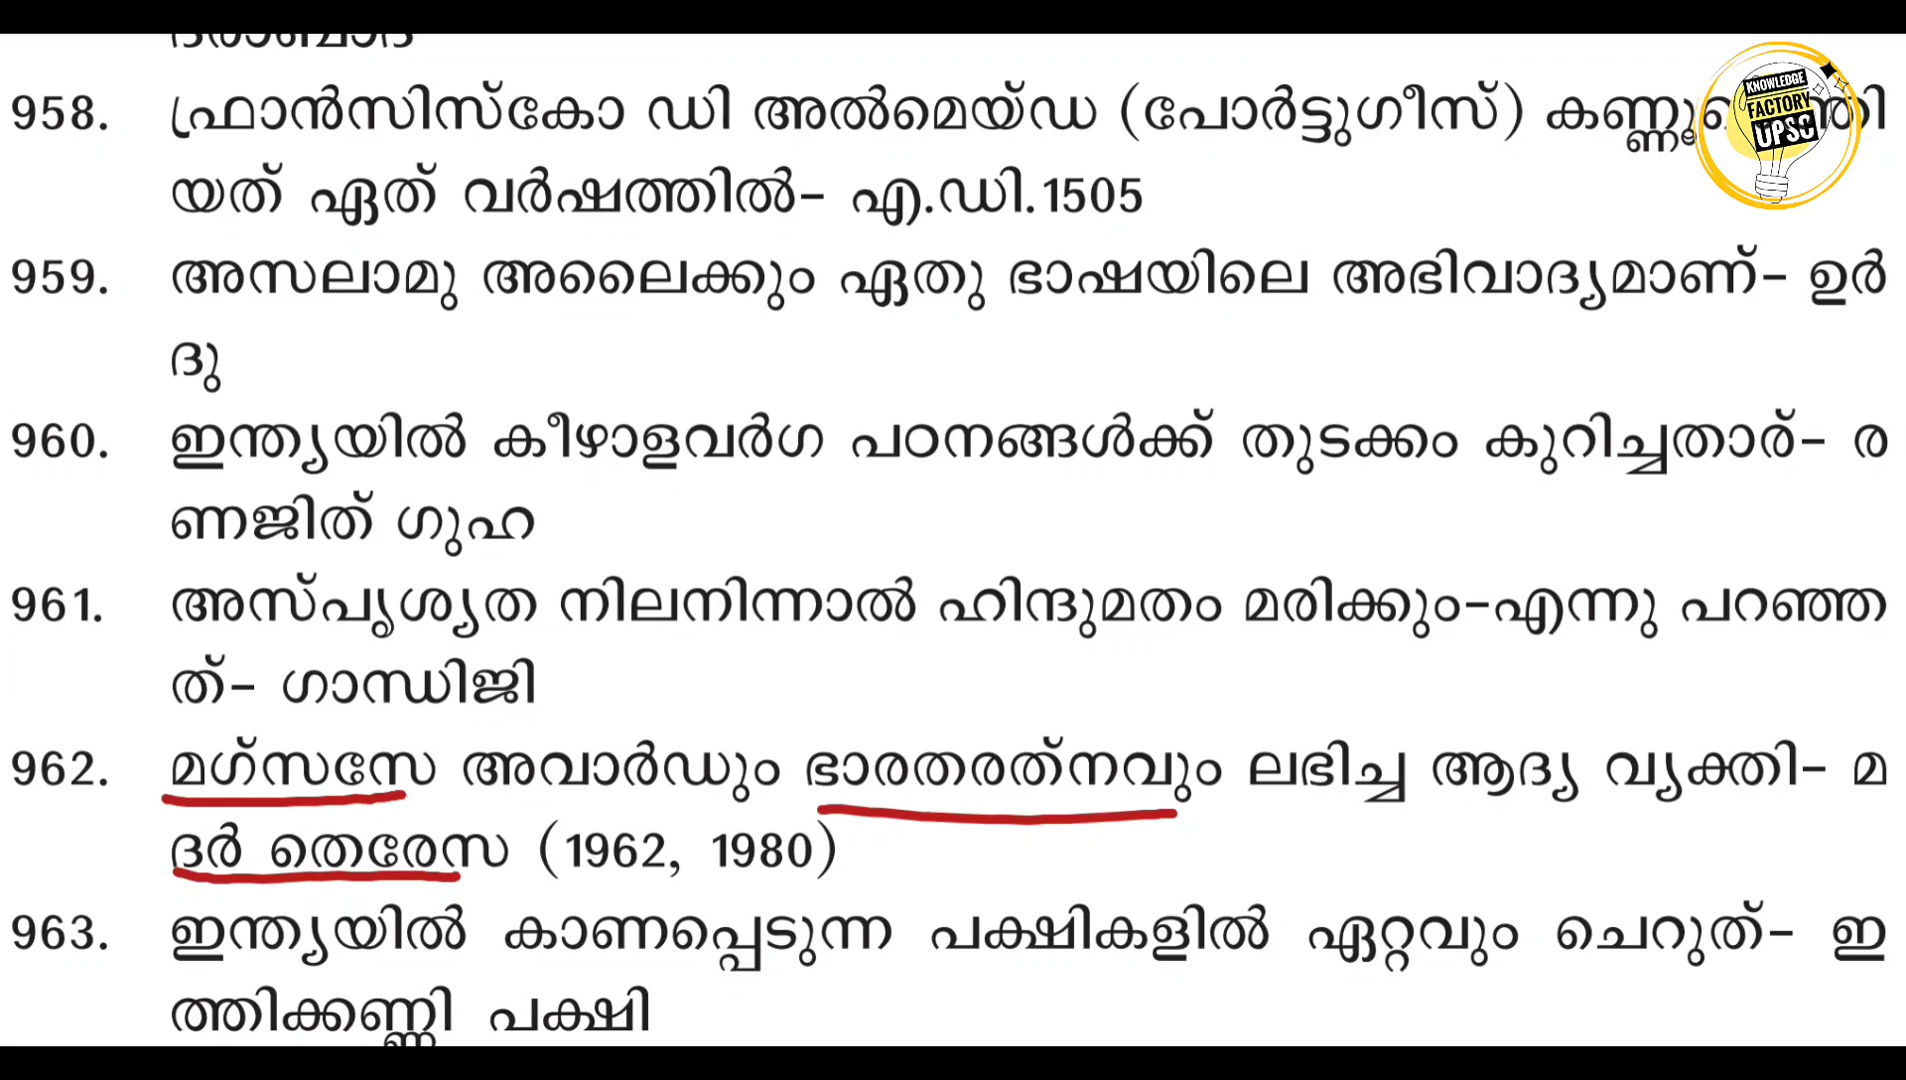 958. ഫ്രാൻസിസ്കോ ഡി അൽമെയ്ഡ (പോർട്ടുഗീസ്)
യത് ഏത് വർഷത്തിൽ- എ.ഡി.1505
959. അസലാമു അലൈക്കും ഏതു ഭാഷയിലെ അഭിവാദ്യമാണ്- ഉർ
ദു
960. ഇന്ത്യയിൽ കീഴാളവർഗ പഠനങ്ങൾക്ക് തുടക്കം കുറിച്ചതാര്- ര
ണജിത് ഗുഹ
961. അസ്പൃശ്യത നിലനിന്നാൽ ഹിന്ദുമതം മരിക്കും-എന്നു പറഞ്ഞ
ത്- ഗാന്ധിജി
962. മഗ്സസേ അവാർഡും ഭാരതരത്നവും ലഭിച്ച ആദ്യ വ്യക്തി- മ
ദർ തെരേസ (1962, 1980)
963. ഇന്ത്യയിൽ കാണപ്പെടുന്ന പക്ഷികളിൽ ഏറ്റവും ചെറുത്- ഇ
ത്തിക്കണ്ണി പക്ഷി
KNOWLEDGE
FACTORY
UPSC